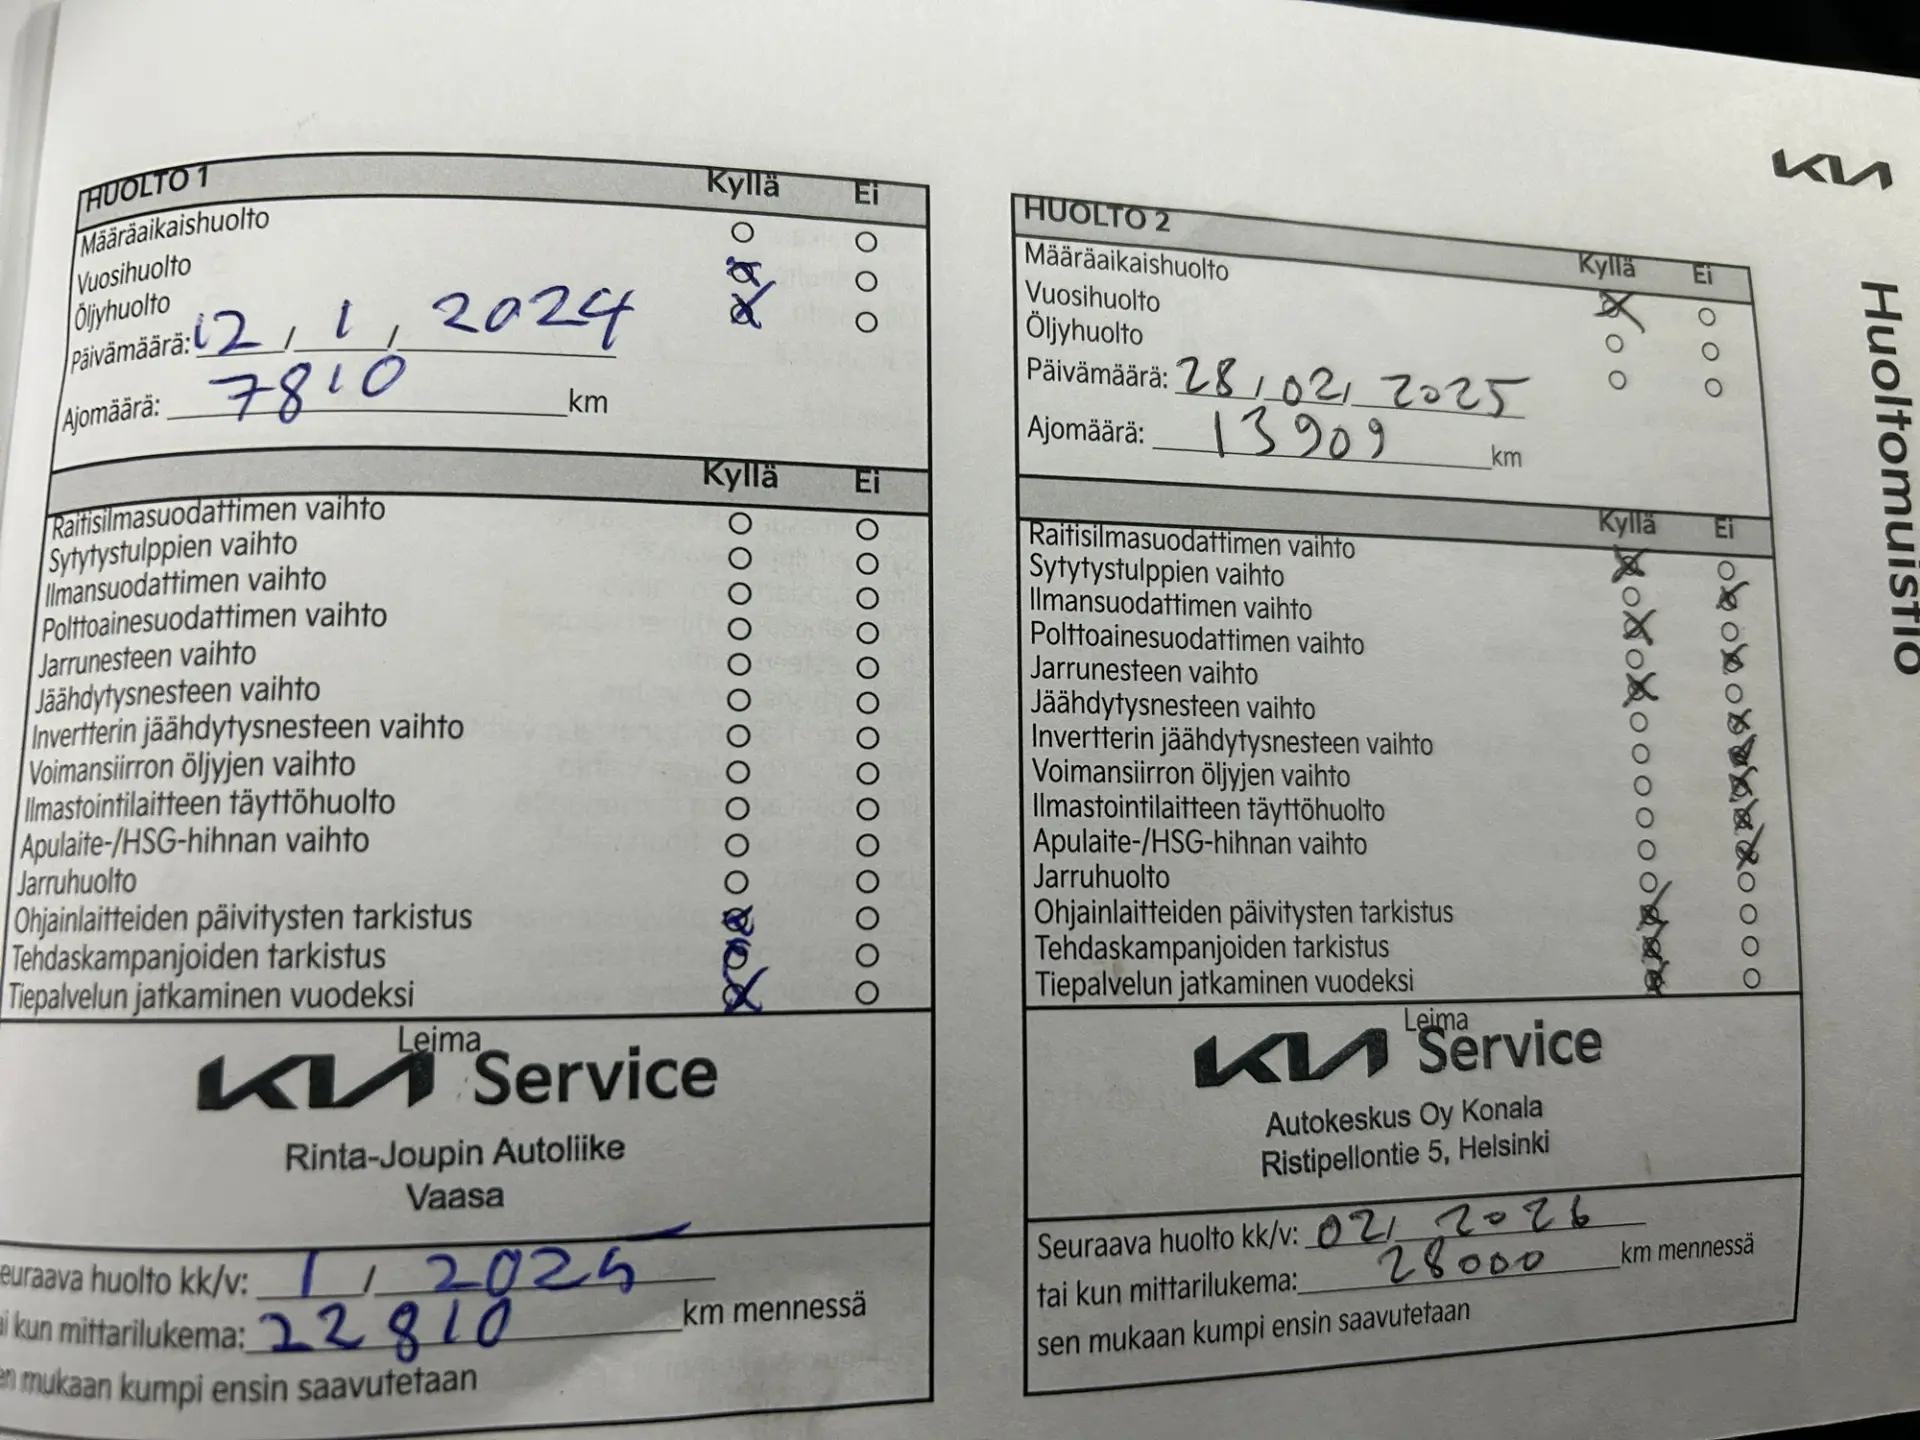 KIA
Huoltomuistio
HUOLTO 1 Kyllä Ei
Määräaikaishuolto
Vuosihuolto
Öljyhuolto
Päivämäärä: 12 / 1 / 2024
Ajomäärä: 7810 km
Kyllä Ei
Raitisilmasuodattimen vaihto
Sytytystulppien vaihto
Ilmansuodattimen vaihto
Polttoainesuodattimen vaihto
Jarrunesteen vaihto
Jäähdytysnesteen vaihto
Invertterin jäähdytysnesteen vaihto
Voimansiirron öljyjen vaihto
Ilmastointilaitteen täyttöhuolto
Apulaite-/HSG-hihnan vaihto
Jarruhuolto
Ohjainlaitteiden päivitysten tarkistus
Tehdaskampanjoiden tarkistus
Tiepalvelun jatkaminen vuodeksi
Leima
KIA Service
Rinta-Joupin Autoliike
Vaasa
euraava huolto kk/v: 1 / 2025
ai kun mittarilukema: 22810 km mennessä
en mukaan kumpi ensin saavutetaan
HUOLTO 2 Kyllä Ei
Määräaikaishuolto
Vuosihuolto
Öljyhuolto
Päivämäärä: 28 / 02 / 2025
Ajomäärä: 13909 km
Kyllä Ei
Raitisilmasuodattimen vaihto
Sytytystulppien vaihto
Ilmansuodattimen vaihto
Polttoainesuodattimen vaihto
Jarrunesteen vaihto
Jäähdytysnesteen vaihto
Invertterin jäähdytysnesteen vaihto
Voimansiirron öljyjen vaihto
Ilmastointilaitteen täyttöhuolto
Apulaite-/HSG-hihnan vaihto
Jarruhuolto
Ohjainlaitteiden päivitysten tarkistus
Tehdaskampanjoiden tarkistus
Tiepalvelun jatkaminen vuodeksi
Leima
KIA Service
Autokeskus Oy Konala
Ristipellontie 5, Helsinki
Seuraava huolto kk/v: 02 / 2026
tai kun mittarilukema: 28000 km mennessä
sen mukaan kumpi ensin saavutetaan